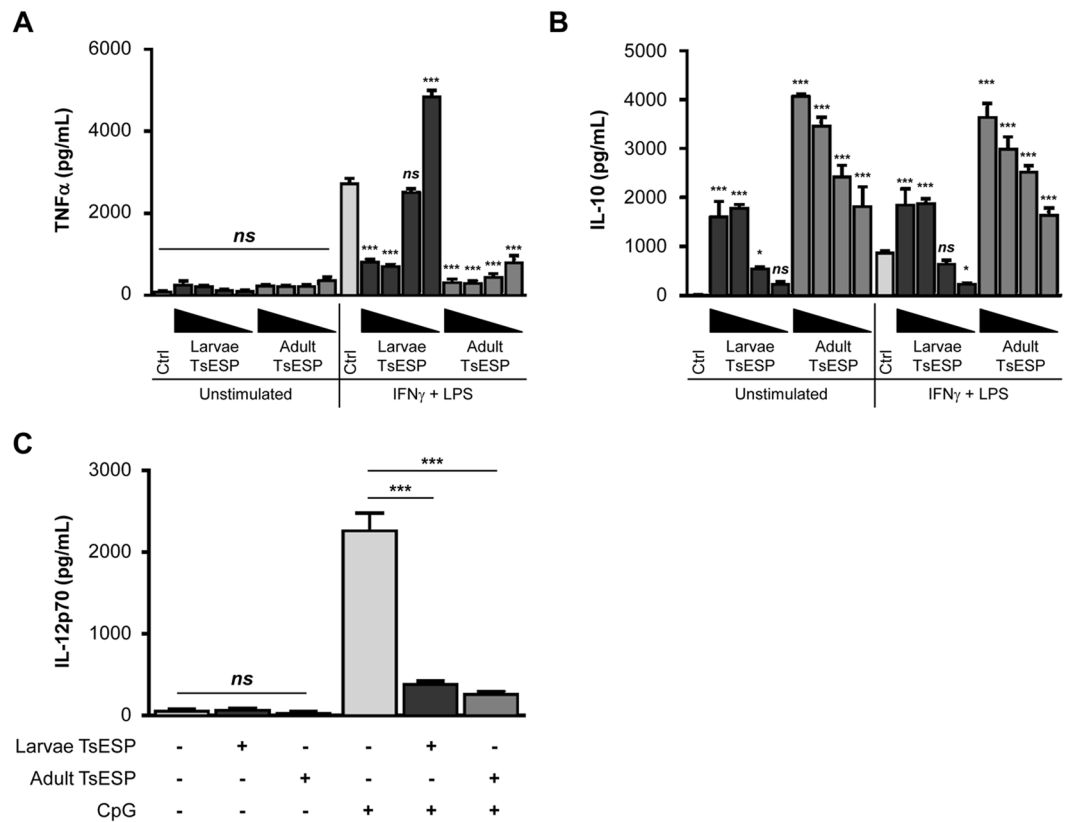 A
TNFα (pg/mL)
6000
4000
2000
0
ns
***
***
ns
***
***
***
***
***
Ctrl
Larvae
TsESP
Adult
TsESP
Ctrl
Larvae
TsESP
Adult
TsESP
Unstimulated
IFNγ + LPS
B
IL-10 (pg/mL)
5000
4000
3000
2000
1000
0
***
***
*
ns
***
***
***
***
***
***
ns
*
***
***
***
***
Ctrl
Larvae
TsESP
Adult
TsESP
Ctrl
Larvae
TsESP
Adult
TsESP
Unstimulated
IFNγ + LPS
C
IL-12p70 (pg/mL)
3000
2000
1000
0
ns
***
***
Larvae TsESP - + - - + -
Adult TsESP - - + - - +
CpG - - - + + +